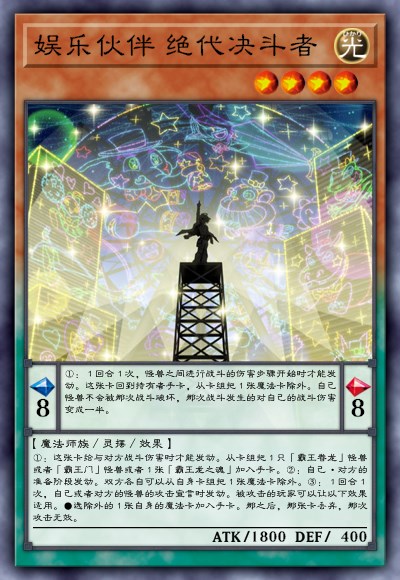 娱乐伙伴 绝代决斗者
光
ひかり
①：1回合1次，怪兽之间进行战斗的伤害步骤开始时才能发
动。这张卡回到持有者手卡，从卡组把1张魔法卡除外。自己
怪兽不会被那次战斗破坏，那次战斗发生的对自己的战斗伤害
变成一半。
8
8
【魔法师族／灵摆／效果】
①：这张卡给与对方战斗伤害时才能发动。从卡组把1只「霸王眷龙」怪兽
或者「霸王门」怪兽或者1张「霸王龙之魂」加入手卡。②：自己·对方的
准备阶段发动。双方各自可以从自身卡组把1张魔法卡除外。③：1回合1
次，自己或者对方的怪兽的攻击宣言时发动。被攻击的玩家可以让以下效果
适用。●选除外的1张自身的魔法卡加入手卡。那之后，那张卡丢弃，那次
攻击无效。
ATK/1800 DEF/ 400